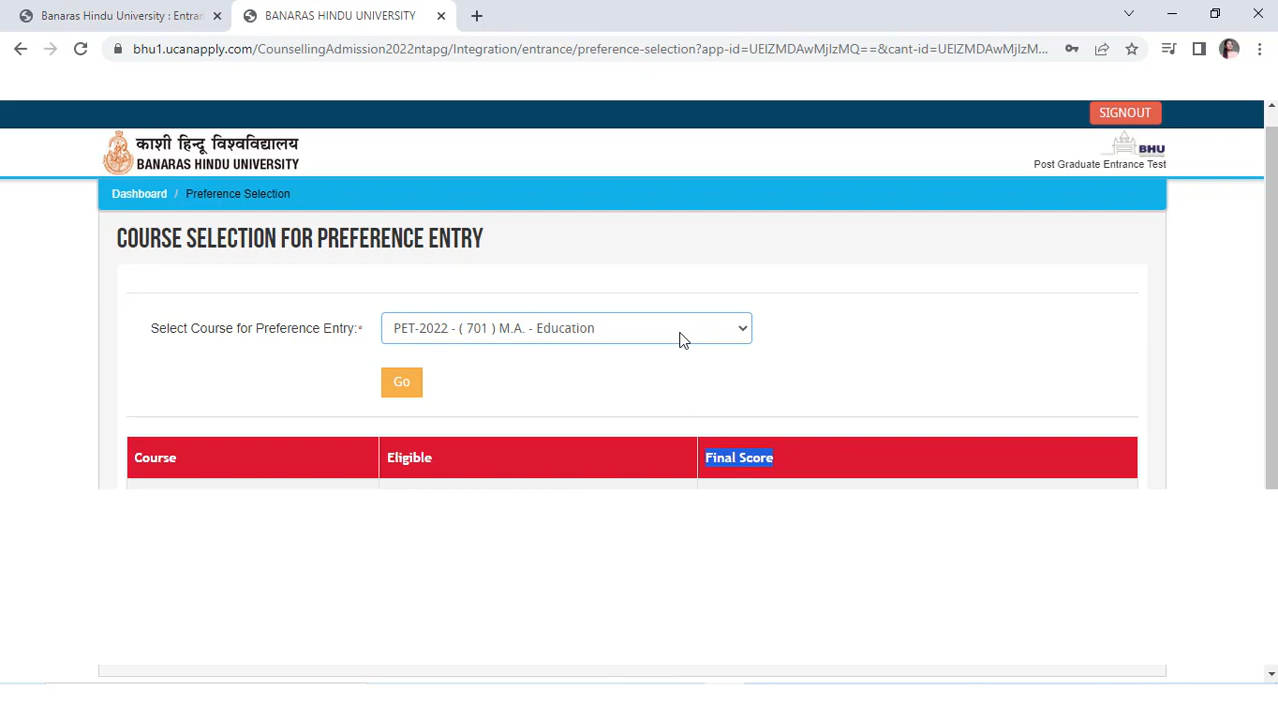 Banaras Hindu University : Entran
BANARAS HINDU UNIVERSITY
bhu1.ucanapply.com/CounsellingAdmission2022ntapg/Integration/entrance/preference-selection?app-id=UElZMDAwMjIzMQ==&cant-id=UElZMDAwMjIzM...
SIGNOUT
काशी हिन्दू विश्वविद्यालय
BANARAS HINDU UNIVERSITY
BHU
Post Graduate Entrance Test
Dashboard / Preference Selection
COURSE SELECTION FOR PREFERENCE ENTRY
Select Course for Preference Entry:* PET-2022 - ( 701 ) M.A. - Education
Go
Course Eligible Final Score